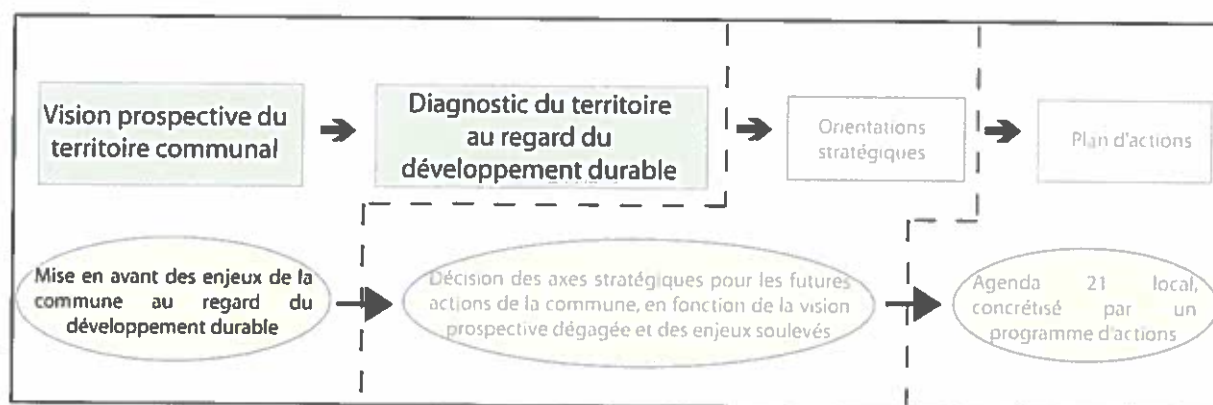 Vision prospective du
territoire communal
Diagnostic du territoire
au regard du
développement durable
Orientations
stratégiques
Plan d'actions
Mise en avant des enjeux de la
commune au regard du
développement durable
Décision des axes stratégiques pour les futures
actions de la commune, en fonction de la vision
prospective dégagée et des enjeux soulevés
Agenda 21 local,
concrétisé par un
programme d'actions